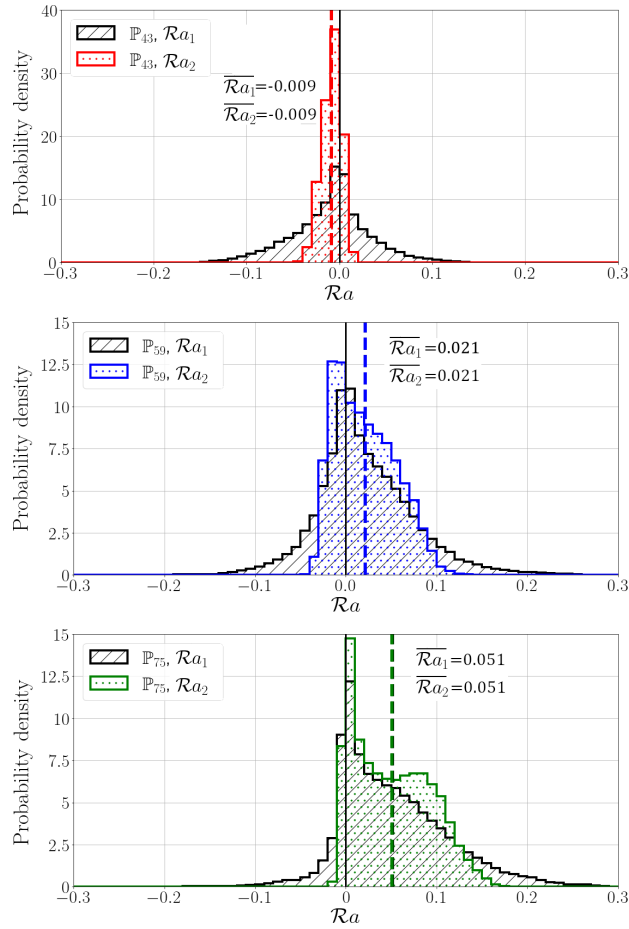 40
30
20
10
0
Probability density
ℙ₄₃, ℛa₁
ℙ₄₃, ℛa₂
ℛa₁=-0.009
ℛa₂=-0.009
−0.3 −0.2 −0.1 0.0 0.1 0.2 0.3
ℛa
15
12.5
10
7.5
5
2.5
0
Probability density
ℙ₅₉, ℛa₁
ℙ₅₉, ℛa₂
ℛa₁=0.021
ℛa₂=0.021
−0.3 −0.2 −0.1 0.0 0.1 0.2 0.3
ℛa
15
12.5
10
7.5
5
2.5
0
Probability density
ℙ₇₅, ℛa₁
ℙ₇₅, ℛa₂
ℛa₁=0.051
ℛa₂=0.051
−0.3 −0.2 −0.1 0 0.1 0.2 0.3
ℛa